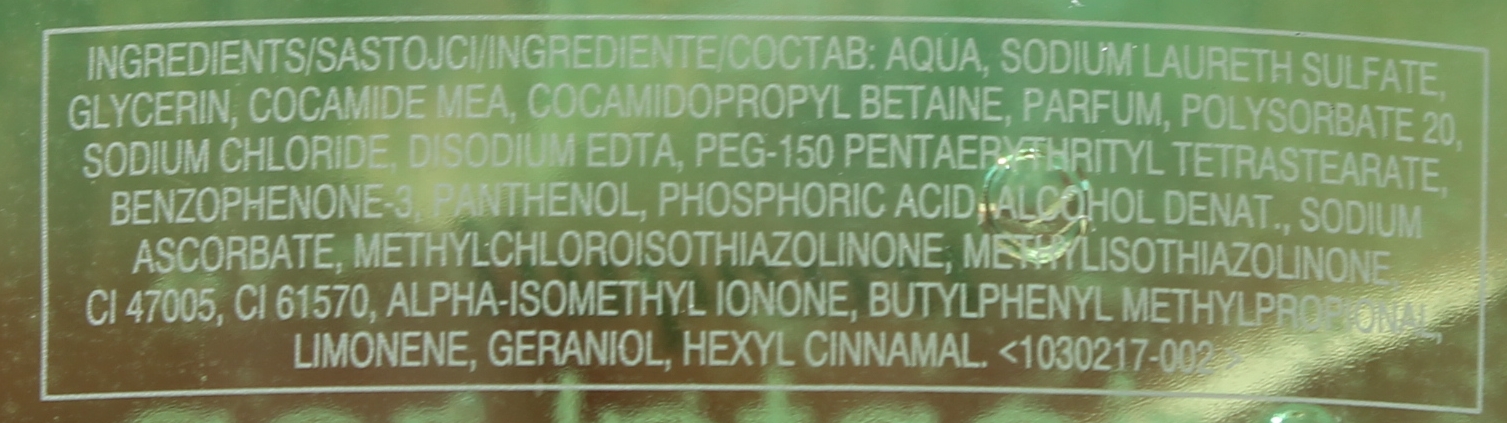 INGREDIENTS/SASTOJCI/INGREDIENTE/COCTAB: AQUA, SODIUM LAURETH SULFATE,
GLYCERIN, COCAMIDE MEA, COCAMIDOPROPYL BETAINE, PARFUM, POLYSORBATE 20,
SODIUM CHLORIDE, DISODIUM EDTA, PEG-150 PENTAERYTHRITYL TETRASTEARATE,
BENZOPHENONE-3, PANTHENOL, PHOSPHORIC ACID, ALCOHOL DENAT., SODIUM
ASCORBATE, METHYLCHLOROISOTHIAZOLINONE, METHYLISOTHIAZOLINONE,
CI 47005, CI 61570, ALPHA-ISOMETHYL IONONE, BUTYLPHENYL METHYLPROPIONAL,
LIMONENE, GERANIOL, HEXYL CINNAMAL. <1030217-002>